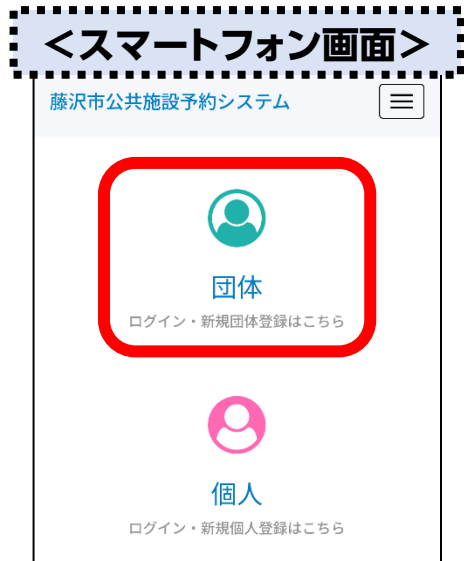 <スマートフォン画面>
藤沢市公共施設予約システム
団体
ログイン・新規団体登録はこちら
個人
ログイン・新規個人登録はこちら